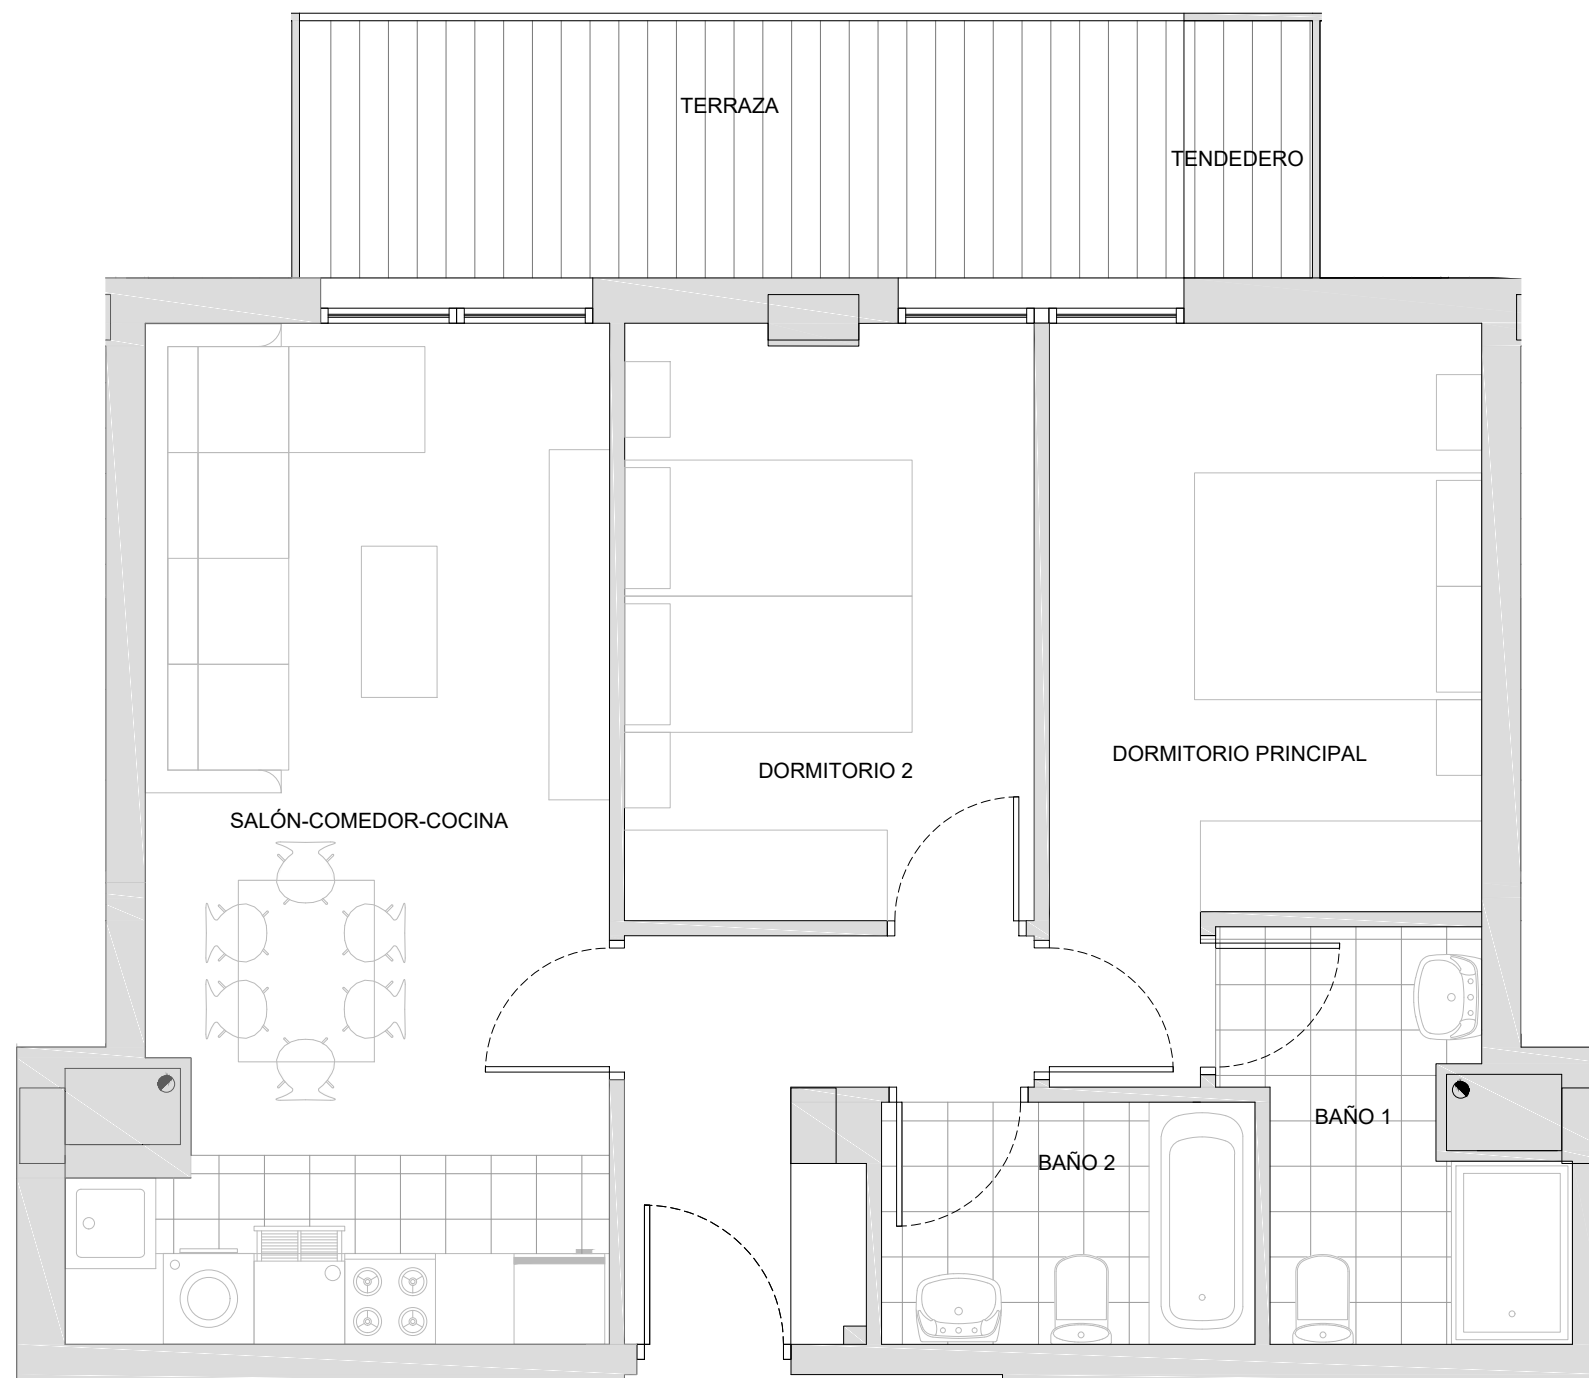 TERRAZA
TENDEDERO
DORMITORIO PRINCIPAL
DORMITORIO 2
SALÓN-COMEDOR-COCINA
BAÑO 1
BAÑO 2